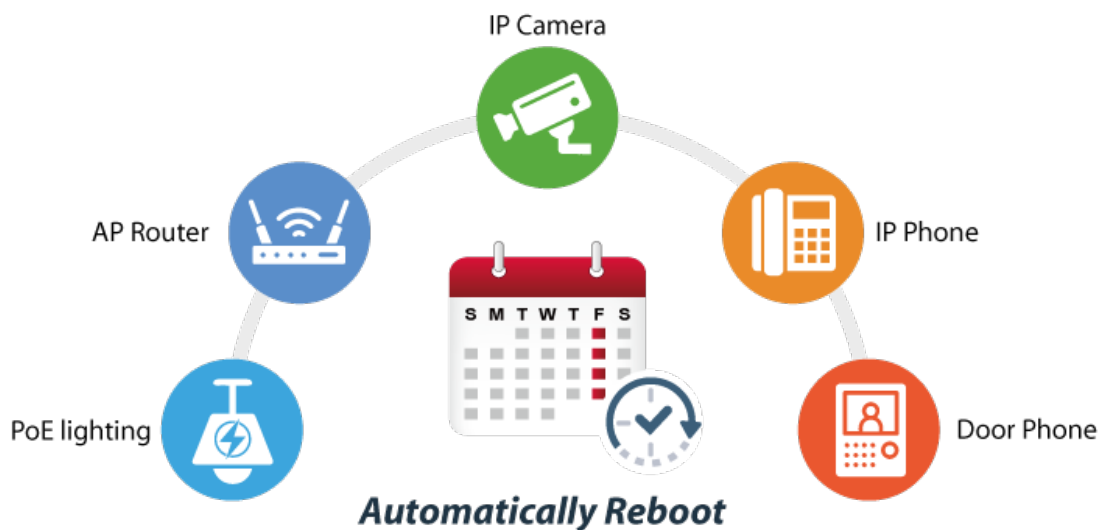 IP Camera
AP Router
IP Phone
S M T W T F S
PoE lighting
Door Phone
Automatically Reboot